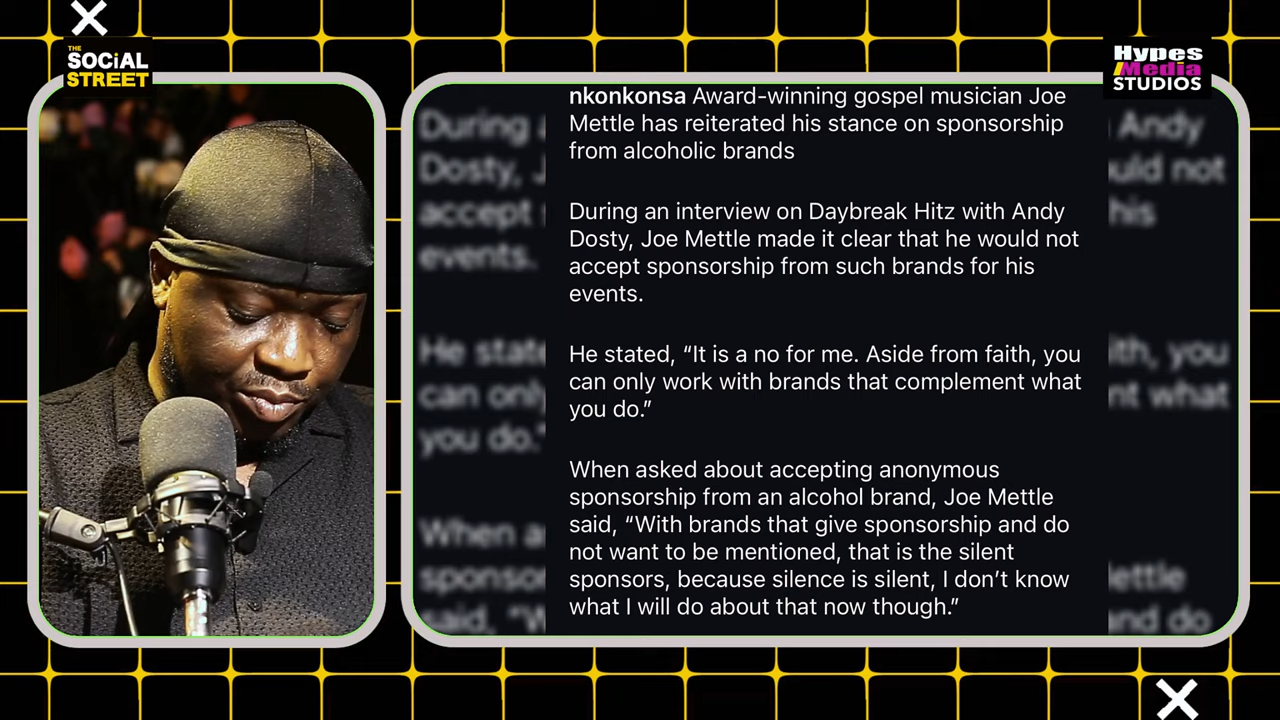 THE
SOCiAL
STREET
Hypes
Media
STUDIOS
nkonkonsa Award-winning gospel musician Joe
Mettle has reiterated his stance on sponsorship
from alcoholic brands
During an interview on Daybreak Hitz with Andy
Dosty, Joe Mettle made it clear that he would not
accept sponsorship from such brands for his
events.
He stated, “It is a no for me. Aside from faith, you
can only work with brands that complement what
you do.”
When asked about accepting anonymous
sponsorship from an alcohol brand, Joe Mettle
said, “With brands that give sponsorship and do
not want to be mentioned, that is the silent
sponsors, because silence is silent, I don’t know
what I will do about that now though.”